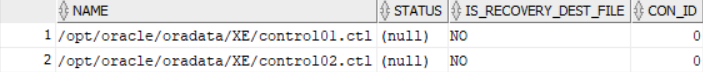 NAME STATUS IS_RECOVERY_DEST_FILE CON_ID
1 /opt/oracle/oradata/XE/control01.ctl (null) NO 0
2 /opt/oracle/oradata/XE/control02.ctl (null) NO 0